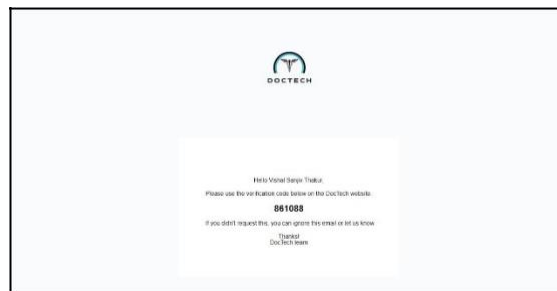 DOCTECH
Hello Vishal Sanjiv Thakur,
Please use the verification code below on the DocTech website.
861088
If you didn't request this, you can ignore this email or let us know.
Thanks!
DocTech team